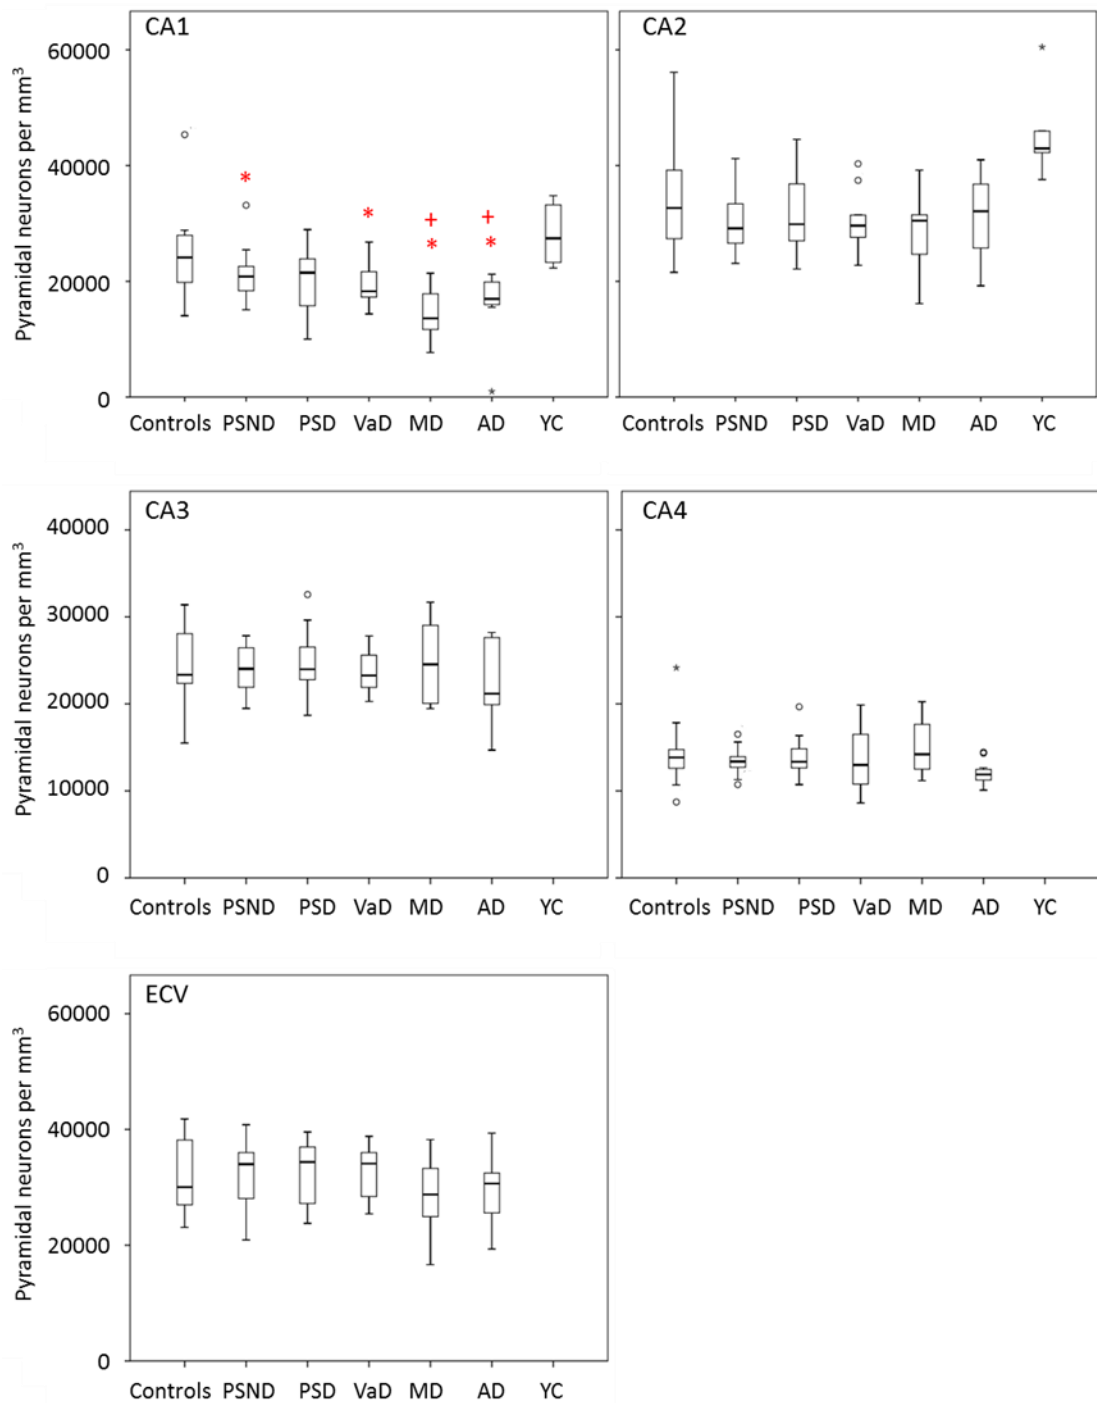 CA1
CA2
Pyramidal neurons per mm³
60000
40000
20000
0
* * + * + *
Controls PSND PSD VaD MD AD YC
Controls PSND PSD VaD MD AD YC
CA3
CA4
Pyramidal neurons per mm³
40000
30000
20000
10000
0
Controls PSND PSD VaD MD AD YC
Controls PSND PSD VaD MD AD YC
ECV
Pyramidal neurons per mm³
60000
40000
20000
0
Controls PSND PSD VaD MD AD YC